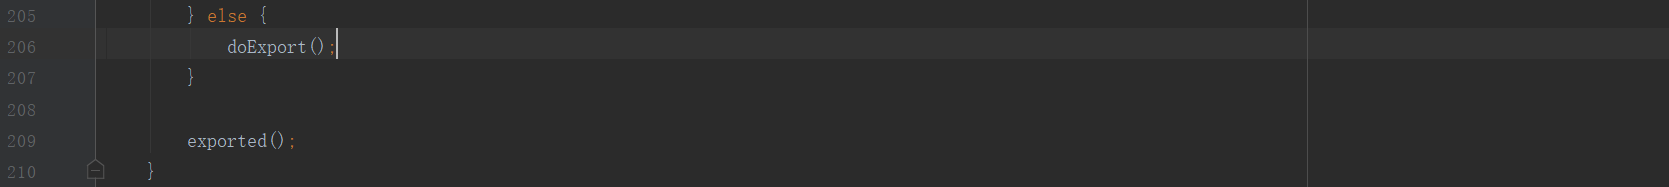 205 } else {
206 doExport();
207 }
208
209 exported();
210 }